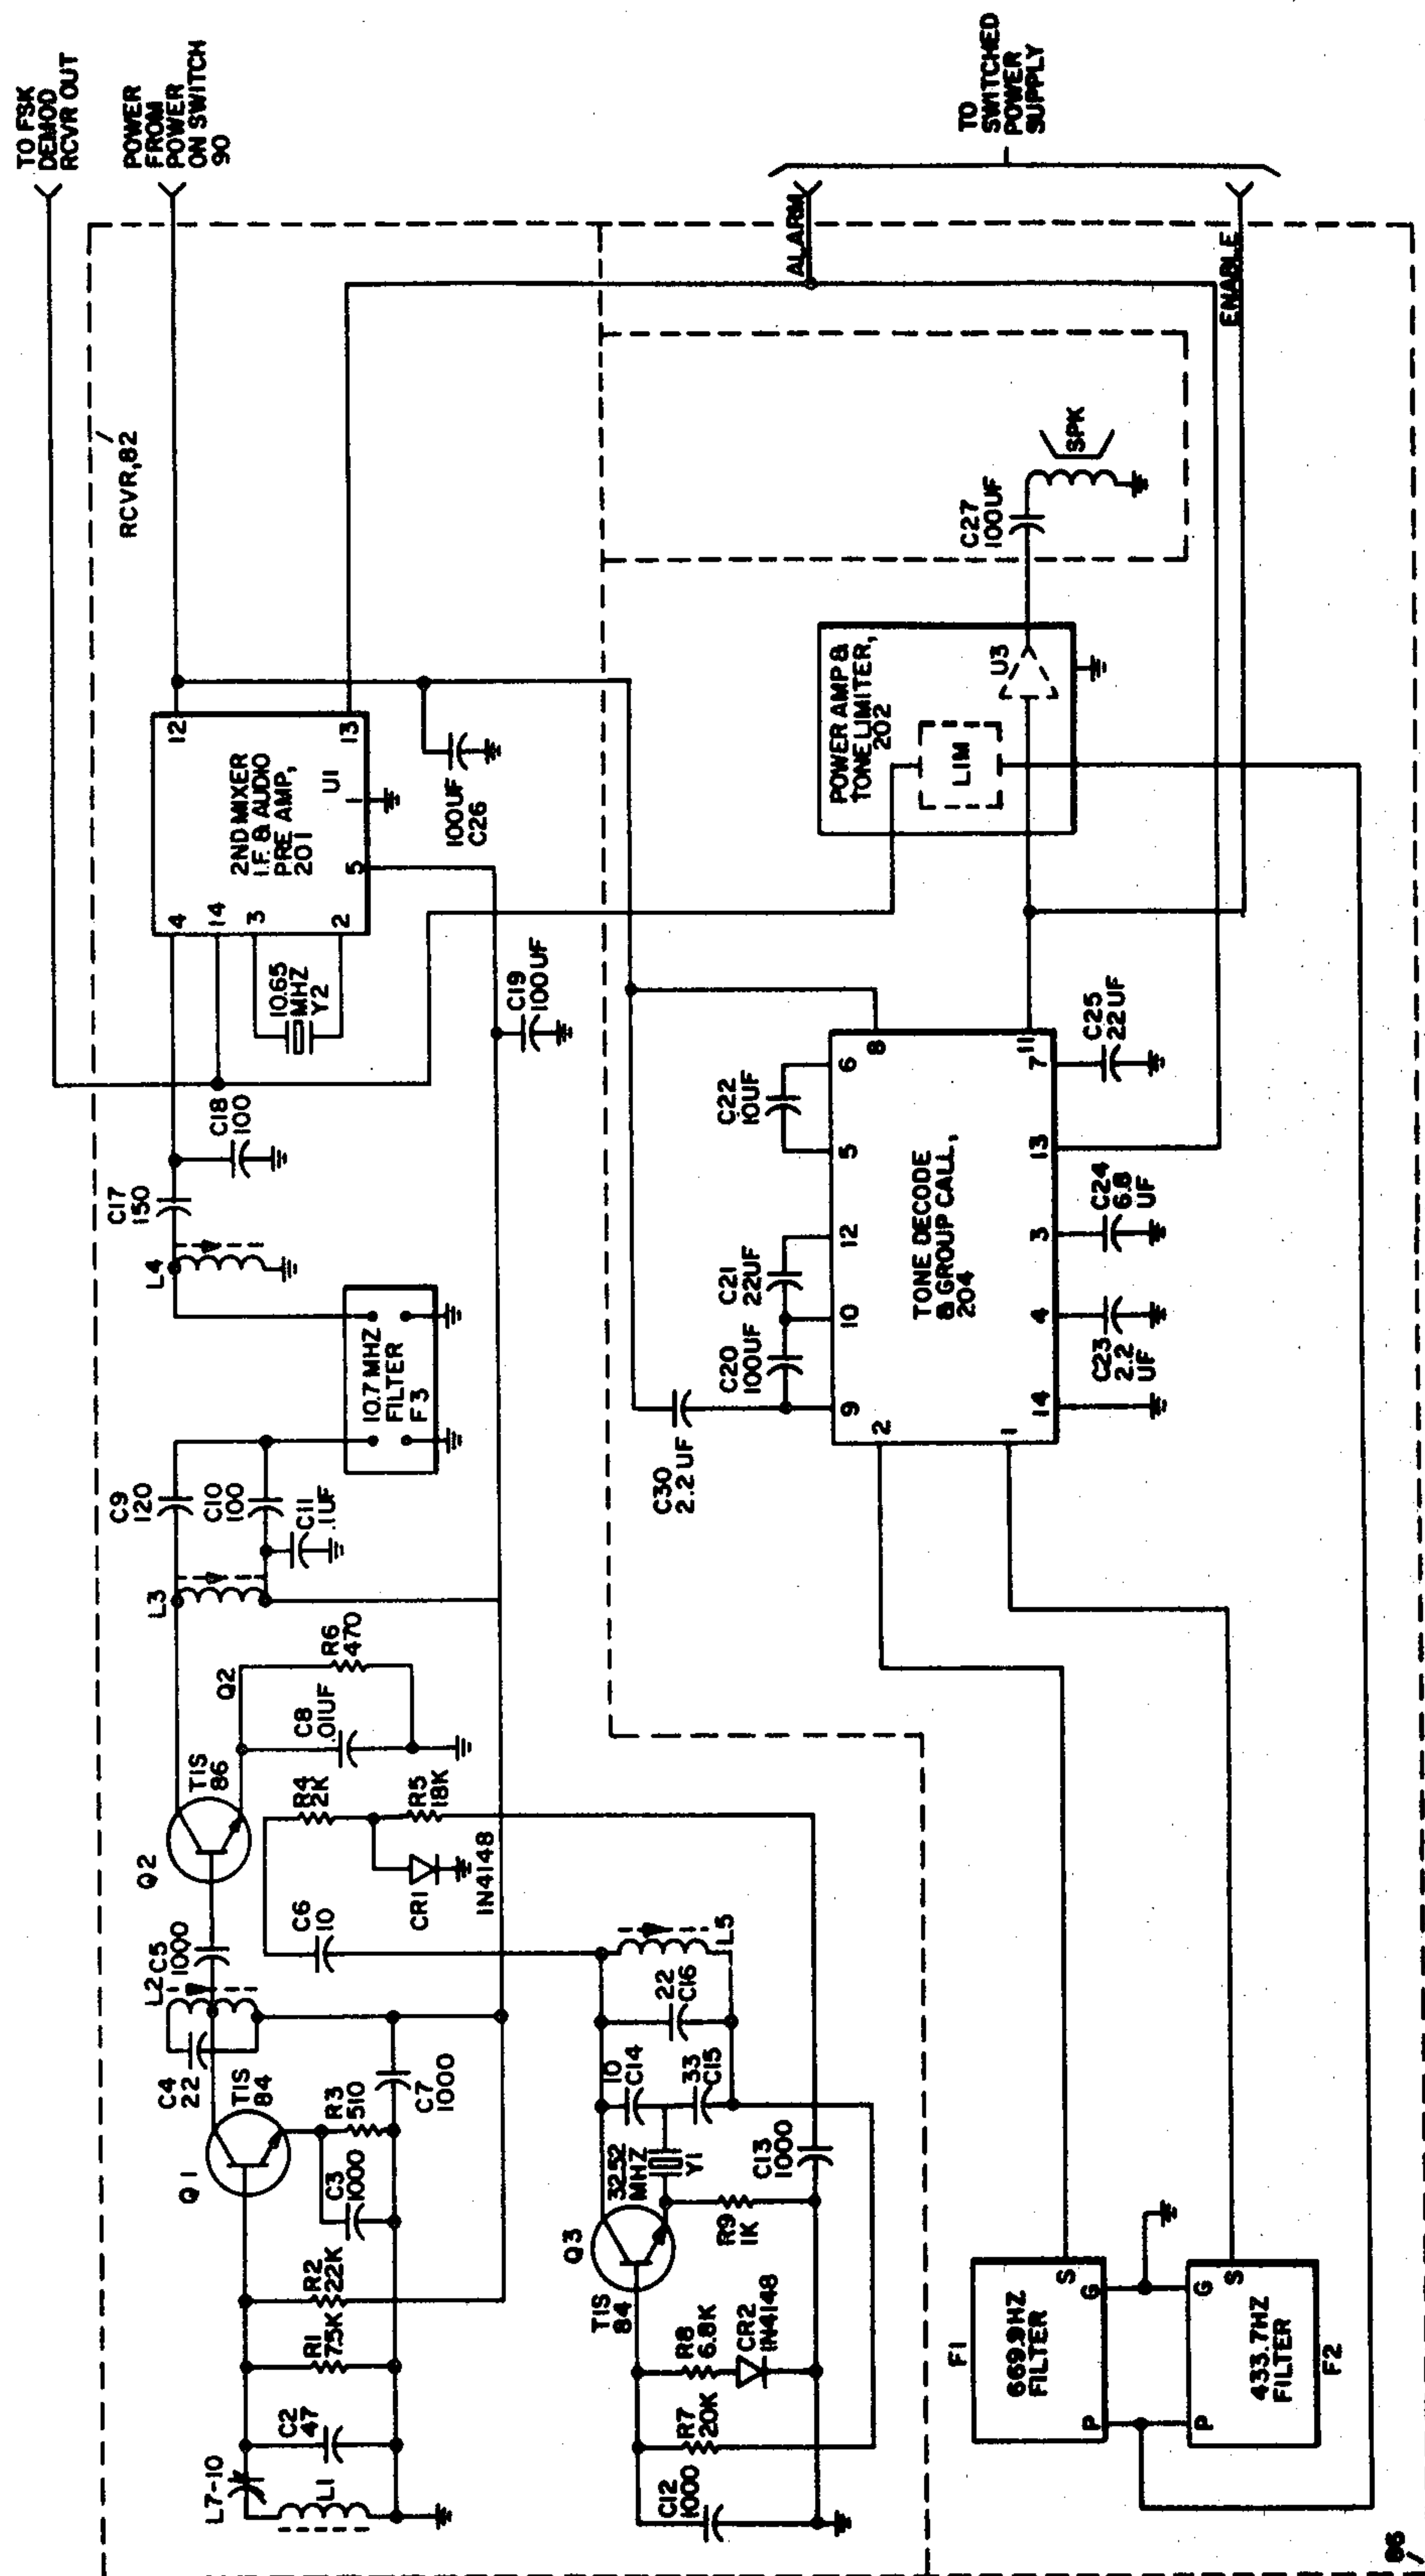 TO FSK
DEMOD
RCVR OUT
POWER
FROM
POWER
ON SWITCH
90
TO
SWITCHED
POWER
SUPPLY
RCVR,82
ALARM
ENABLE
L7-10
L1
C2
47
R1
75K
R2
22K
Q1
C3
1000
R3
510
TIS
84
C4
22
L2
C5
1000
C7
1000
Q2
TIS
86
Q2
C8
.01UF
R6
470
R4
2K
R5
18K
CR1
1N4148
C6
10
L3
C9
120
C10
100
C11
.1UF
10.7 MHZ
FILTER
F3
L4
C17
150
C18
100
10.65
MHZ
Y2
4
14
3
2
12
13
2ND MIXER
I.F. & AUDIO
PRE AMP,
201
U1
1
5
100UF
C26
C19
100UF
C12
1000
R7
20K
R8
6.8K
CR2
1N4148
TIS
84
Q3
32.52
MHZ
Y1
R9
1K
C13
1000
10
C14
33
C15
22
C16
L5
C30
2.2UF
C20
100UF
C21
22UF
C22
10UF
9
10
12
5
6
2
8
TONE DECODE
& GROUP CALL,
204
1
11
14
4
3
13
7
C23
2.2
UF
C24
6.8
UF
C25
22UF
POWER AMP &
TONE LIMITER,
202
LIM
U3
C27
100UF
SPK
F1
669.9HZ
FILTER
P
S
G
433.7HZ
FILTER
F2
P
G
S
86